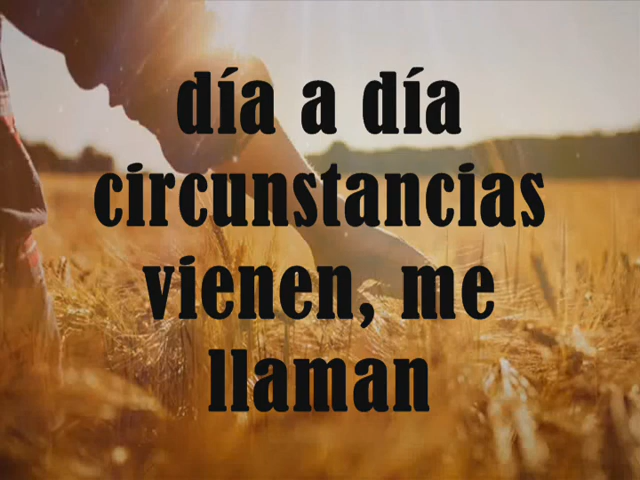 día a día
circunstancias
vienen, me
llaman